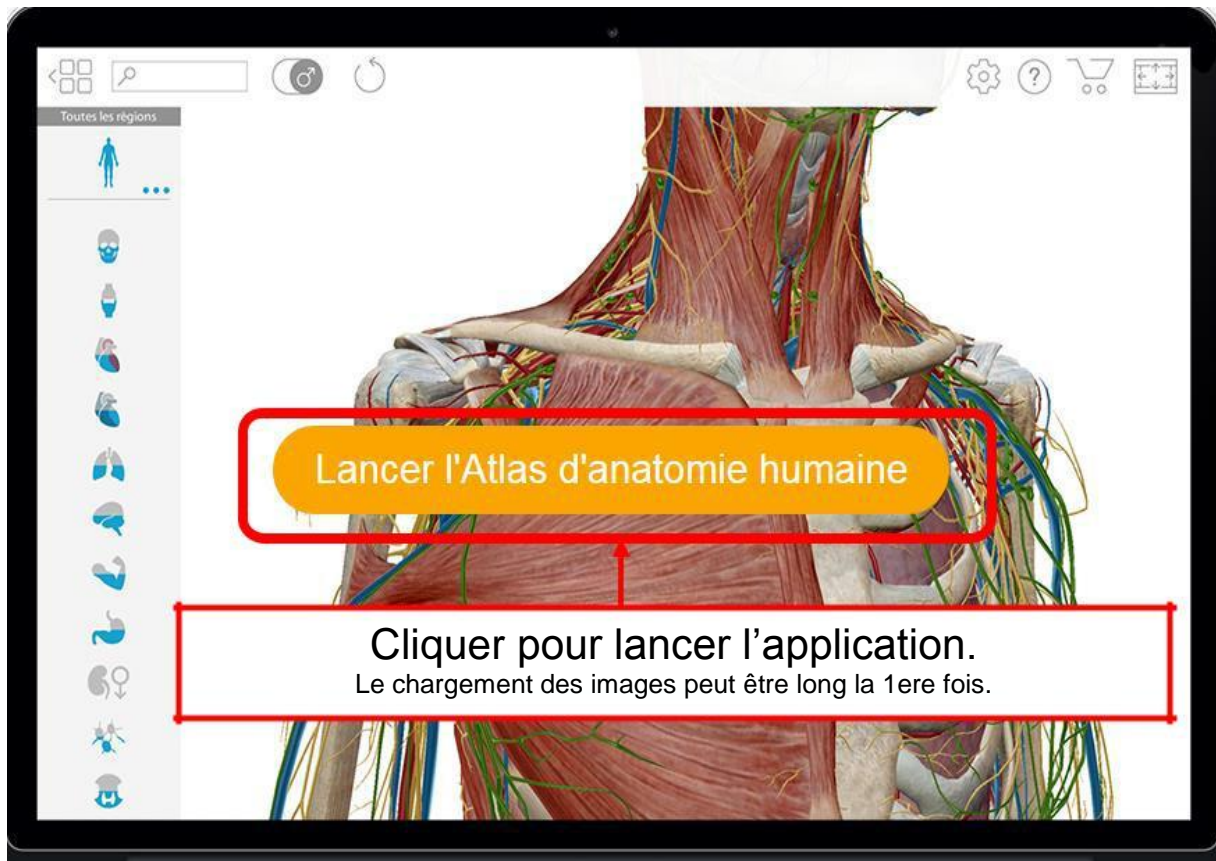 Toutes les règions
Lancer l'Atlas d'anatomie humaine
Cliquer pour lancer l’application.
Le chargement des images peut être long la 1ere fois.